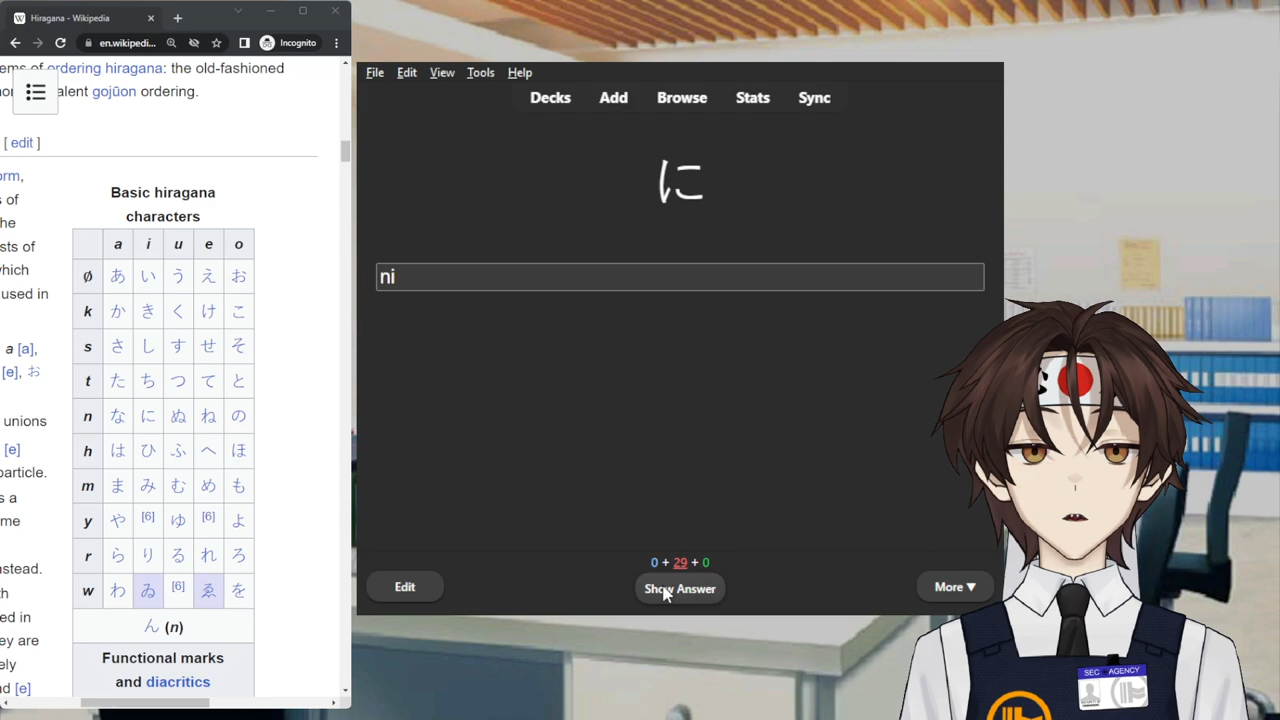 Hiragana - Wikipedia
en.wikipedi...
Incognito
ems of ordering hiragana: the old-fashioned
alent gojūon ordering.
[ edit ]
orm,
s of
he
sts of
which
used in
a [a],
[e], お
unions
[e]
particle.
s a
me
nstead.
th
ed in
ey are
ely
nd [e]
Basic hiragana
characters
a i u e o
∅ あ い う え お
k か き く け こ
s さ し す せ そ
t た ち つ て と
n な に ぬ ね の
h は ひ ふ へ ほ
m ま み む め も
y や [6] ゆ [6] よ
r ら り る れ ろ
w わ ゐ [6] ゑ を
ん (n)
Functional marks
and diacritics
File Edit View Tools Help
Decks Add Browse Stats Sync
に
ni
0 + 29 + 0
Edit
Show Answer
More ▼
SEC AGENCY